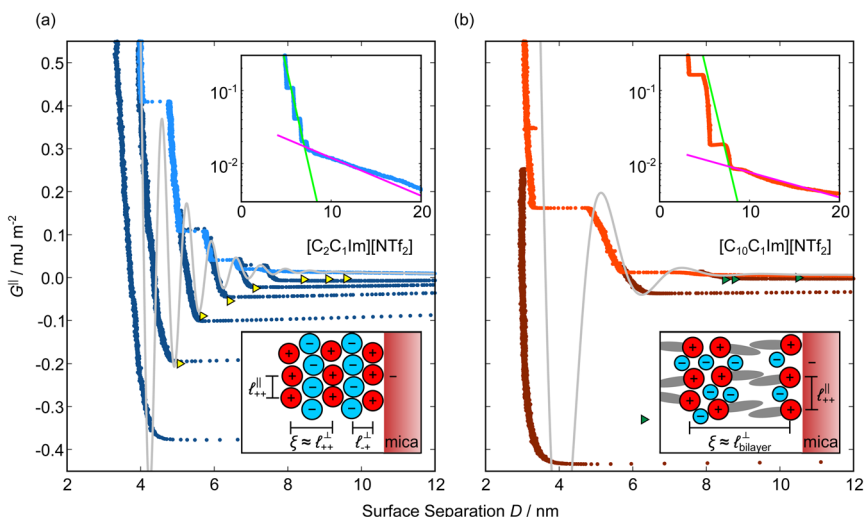 (a)
(b)
G|| / mJ m⁻²
0.5
0.4
0.3
0.2
0.1
0.0
-0.1
-0.2
-0.3
-0.4
2 4 6 8 10 12
10⁻¹
10⁻²
0 10 20
[C₂C₁Im][NTf₂]
ℓ||++
ξ ≈ ℓ⊥++
ℓ⊥-+
mica
2 4 6 8 10 12
10⁻¹
10⁻²
0 10 20
[C₁₀C₁Im][NTf₂]
ℓ||++
ξ ≈ ℓ⊥bilayer
mica
Surface Separation D / nm